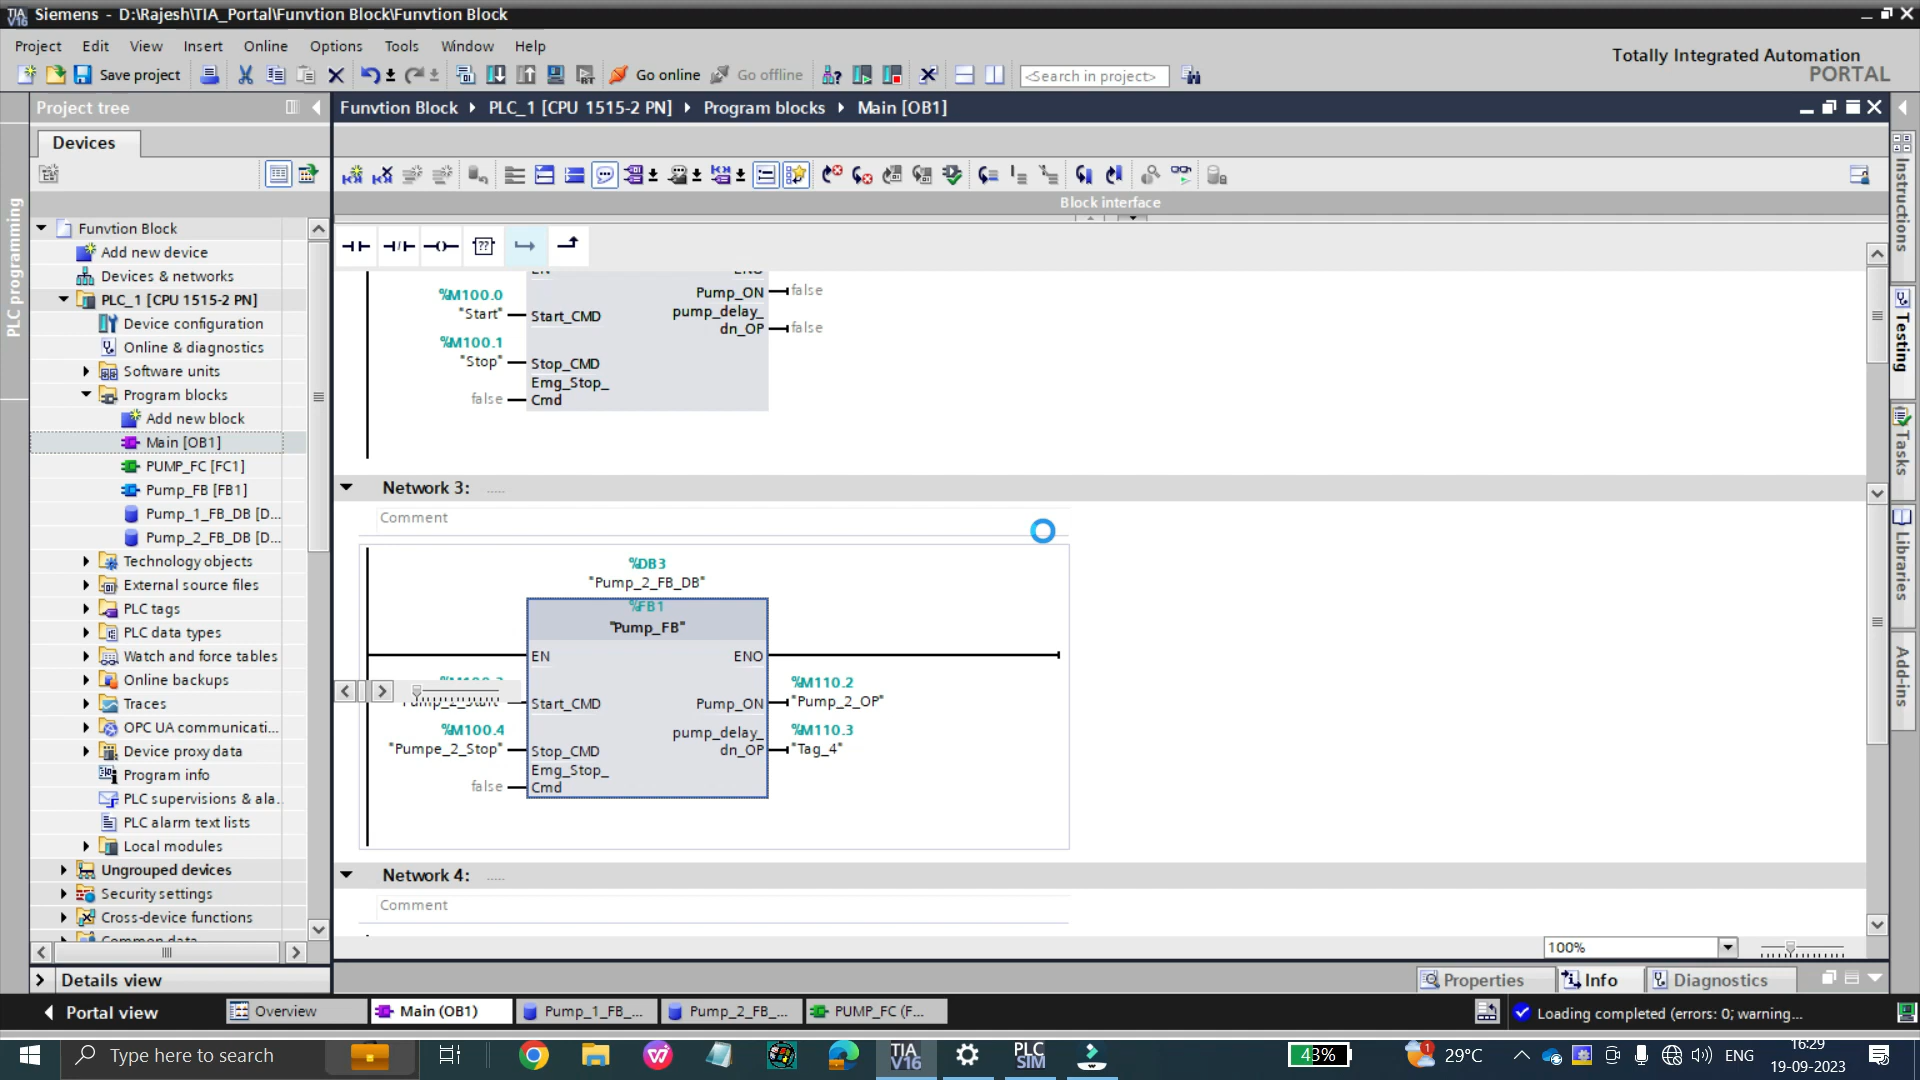 Siemens - D:\Rajesh\TIA_Portal\Funvtion Block\Funvtion Block
Project Edit View Insert Online Options Tools Window Help
Totally Integrated Automation
PORTAL
Save project
Go online
Go offline
<Search in project>
Project tree
Funvtion Block PLC_1 [CPU 1515-2 PN] Program blocks Main [OB1]
Devices
PLC programming
Block interface
Funvtion Block
Add new device
Devices & networks
PLC_1 [CPU 1515-2 PN]
Device configuration
Online & diagnostics
Software units
Program blocks
Add new block
Main [OB1]
PUMP_FC [FC1]
Pump_FB [FB1]
Pump_1_FB_DB [D...
Pump_2_FB_DB [D...
Technology objects
External source files
PLC tags
PLC data types
Watch and force tables
Online backups
Traces
OPC UA communicati...
Device proxy data
Program info
PLC supervisions & ala...
PLC alarm text lists
Local modules
Ungrouped devices
Security settings
Cross-device functions
Common data
Details view
EN ENO
%M100.0
"Start"
Start_CMD
Pump_ON
false
pump_delay_
dn_OP
false
%M100.1
"Stop"
Stop_CMD
Emg_Stop_
Cmd
false
Network 3: .....
Comment
%DB3
"Pump_2_FB_DB"
%FB1
"Pump_FB"
EN ENO
Start_CMD
Pump_ON
%M110.2
"Pump_2_OP"
%M100.4
"Pumpe_2_Stop"
Stop_CMD
pump_delay_
dn_OP
%M110.3
"Tag_4"
Emg_Stop_
Cmd
false
Network 4: .....
Comment
100%
Properties
Info
Diagnostics
Instructions
Testing
Tasks
Libraries
Add-ins
Portal view
Overview
Main (OB1)
Pump_1_FB_...
Pump_2_FB_...
PUMP_FC (F...
Loading completed (errors: 0; warning...
Type here to search
TIA
V16
PLC
SIM
43%
1
29°C
ENG
16:29
19-09-2023